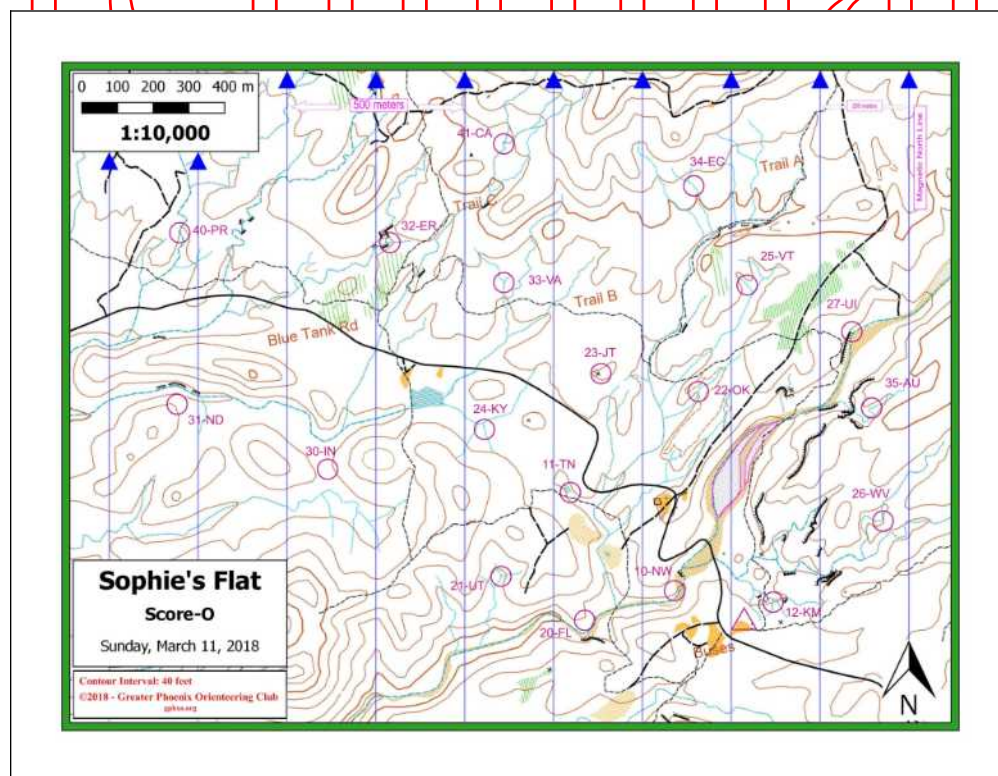 0 100 200 300 400 m
1:10,000
500 meters
Magnetic North Line
41-CA
34-EC
Trail A
Trail C
40-PR
32-ER
25-VT
33-VA
Trail B
27-UI
Blue Tank Rd
23-JT
22-OK
35-AU
31-ND
24-KY
30-IN
11-TN
26-WV
21-UT
10-NW
12-KM
20-FL
Buses
Sophie's Flat
Score-O
Sunday, March 11, 2018
Contour Interval: 40 feet
©2018 - Greater Phoenix Orienteering Club
N